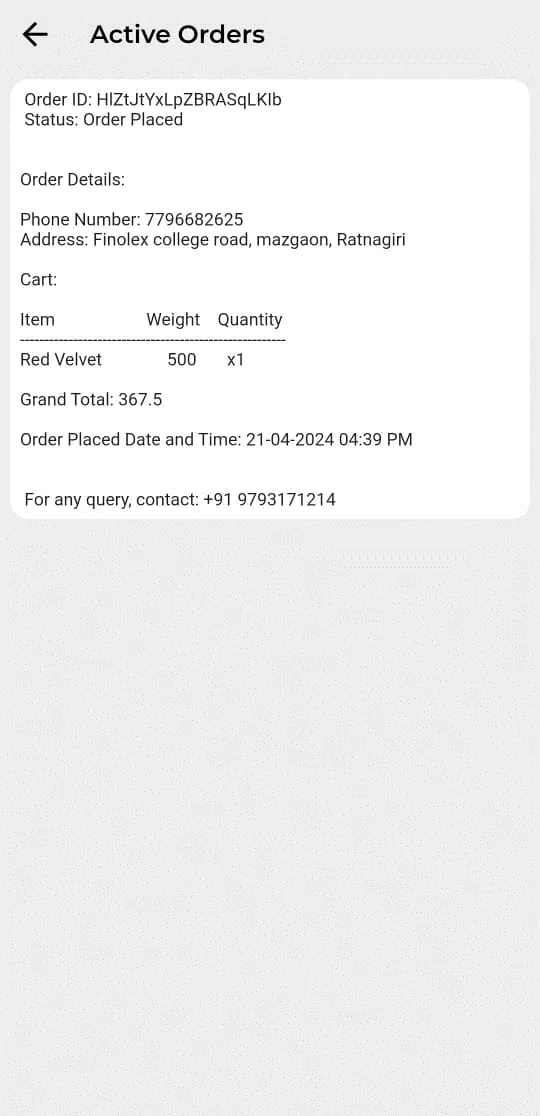 Active Orders
Order ID: HlZtJtYxLpZBRASqLKlb
Status: Order Placed
Order Details:
Phone Number: 7796682625
Address: Finolex college road, mazgaon, Ratnagiri
Cart:
Item Weight Quantity
------------------------------------------------------------
Red Velvet 500 x1
Grand Total: 367.5
Order Placed Date and Time: 21-04-2024 04:39 PM
For any query, contact: +91 9793171214